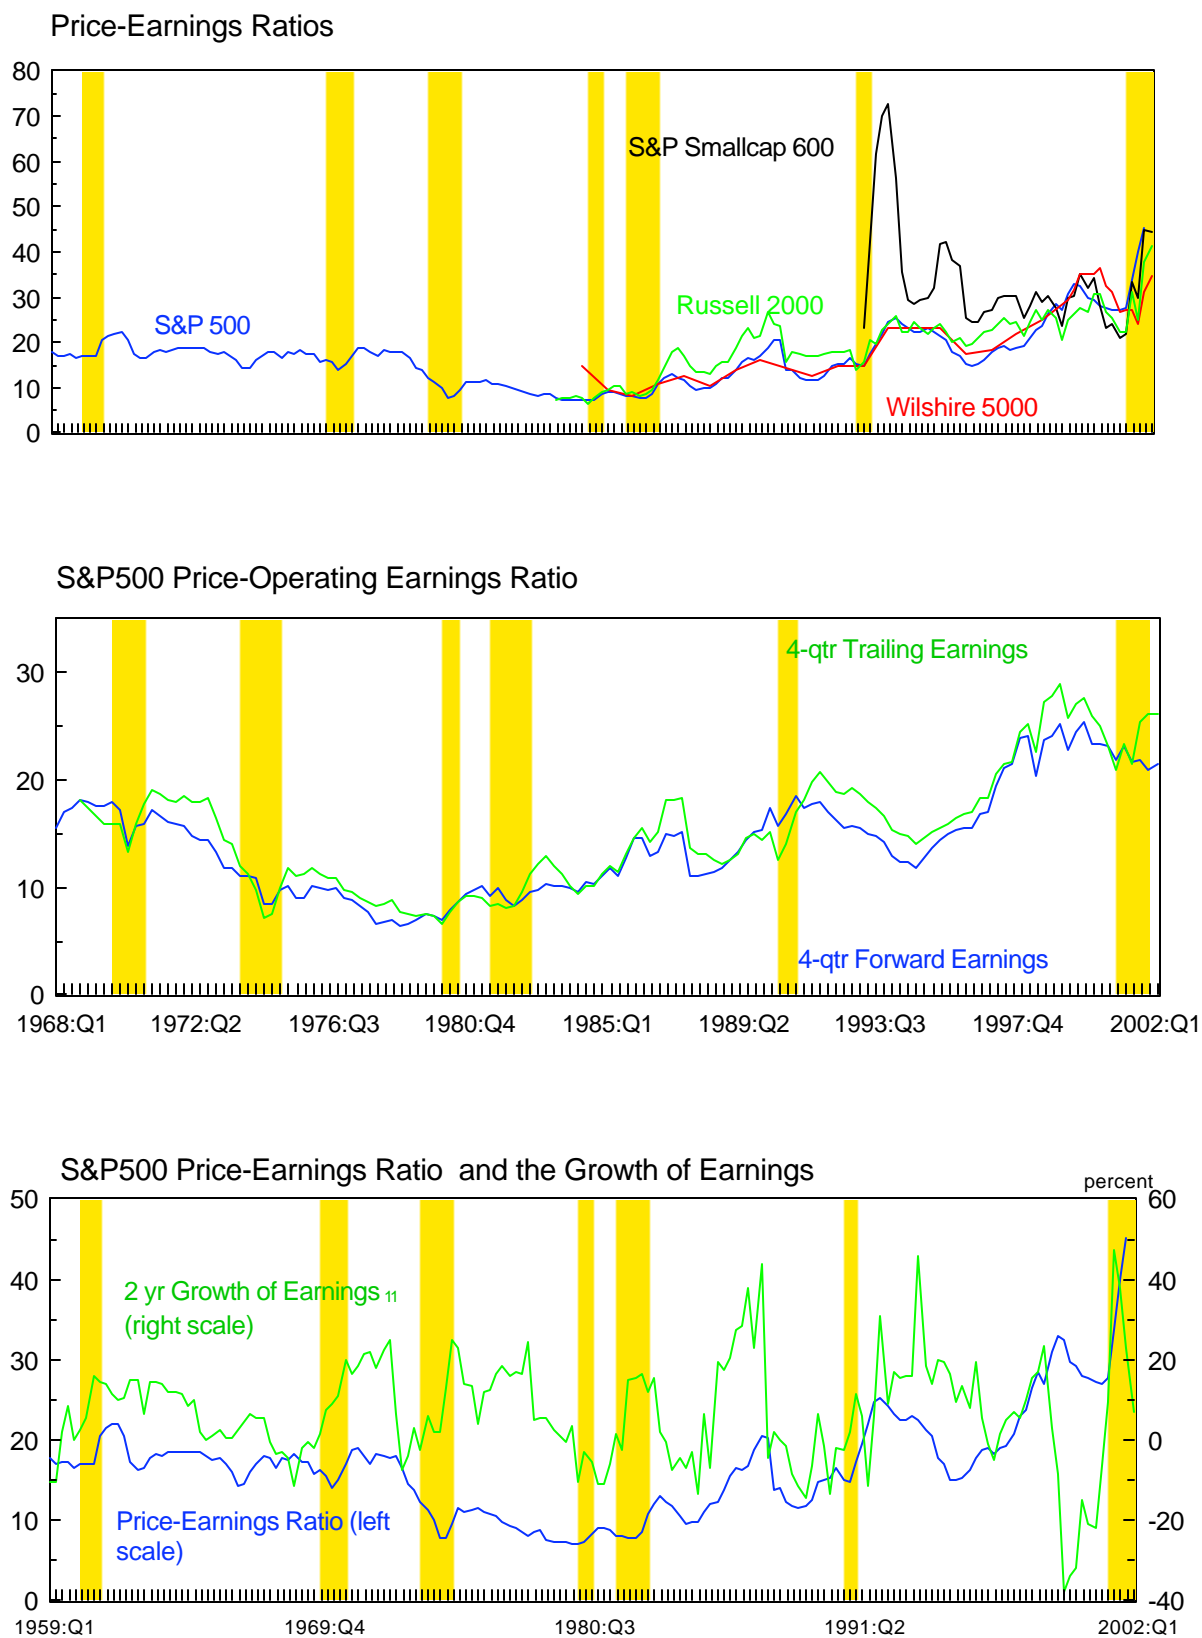 Price-Earnings Ratios
80
70
60
50
40
30
20
10
0
S&P Smallcap 600
Russell 2000
S&P 500
Wilshire 5000
S&P500 Price-Operating Earnings Ratio
30
20
10
0
4-qtr Trailing Earnings
4-qtr Forward Earnings
1968:Q1 1972:Q2 1976:Q3 1980:Q4 1985:Q1 1989:Q2 1993:Q3 1997:Q4 2002:Q1
S&P500 Price-Earnings Ratio and the Growth of Earnings
percent
50
40
30
20
10
0
60
40
20
0
-20
-40
2 yr Growth of Earnings 11
(right scale)
Price-Earnings Ratio (left
scale)
1959:Q1 1969:Q4 1980:Q3 1991:Q2 2002:Q1